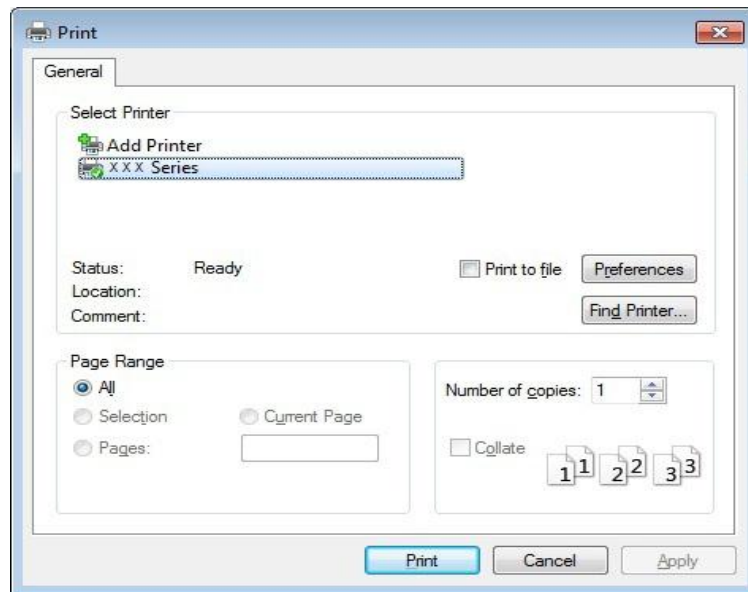 Print
General
Select Printer
Add Printer
XXX Series
Status: Ready
Location:
Comment:
Print to file
Preferences
Find Printer...
Page Range
All
Selection
Current Page
Pages:
Number of copies: 1
Collate
1 1 2 2 3 3
Print
Cancel
Apply